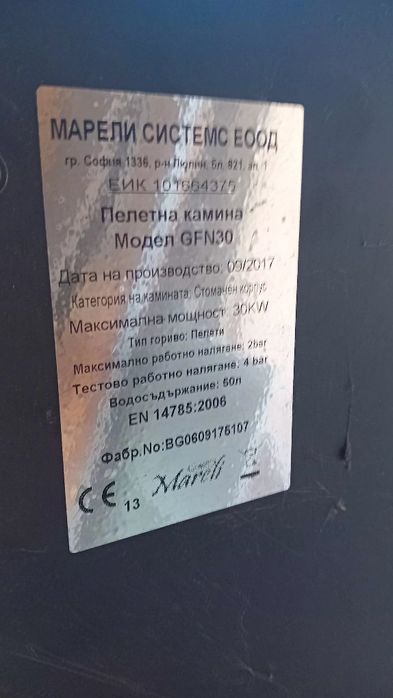 МАРЕЛИ СИСТЕМС ЕООД
гр. София 1336, р-н Люлин, бл. 821, ап. 1
ЕИК 101664375
Пелетна камина
Модел GFN30
Дата на производство: 09/2017
Категория на камината: Стоманен корпус
Максимална мощност: 30KW
Тип гориво: Пелети
Максимално работно налягане: 2bar
Тестово работно налягане: 4 bar
Водосъдържание: 50л
EN 14785:2006
Фабр.No:BG0609175107
CE 13
Mareli